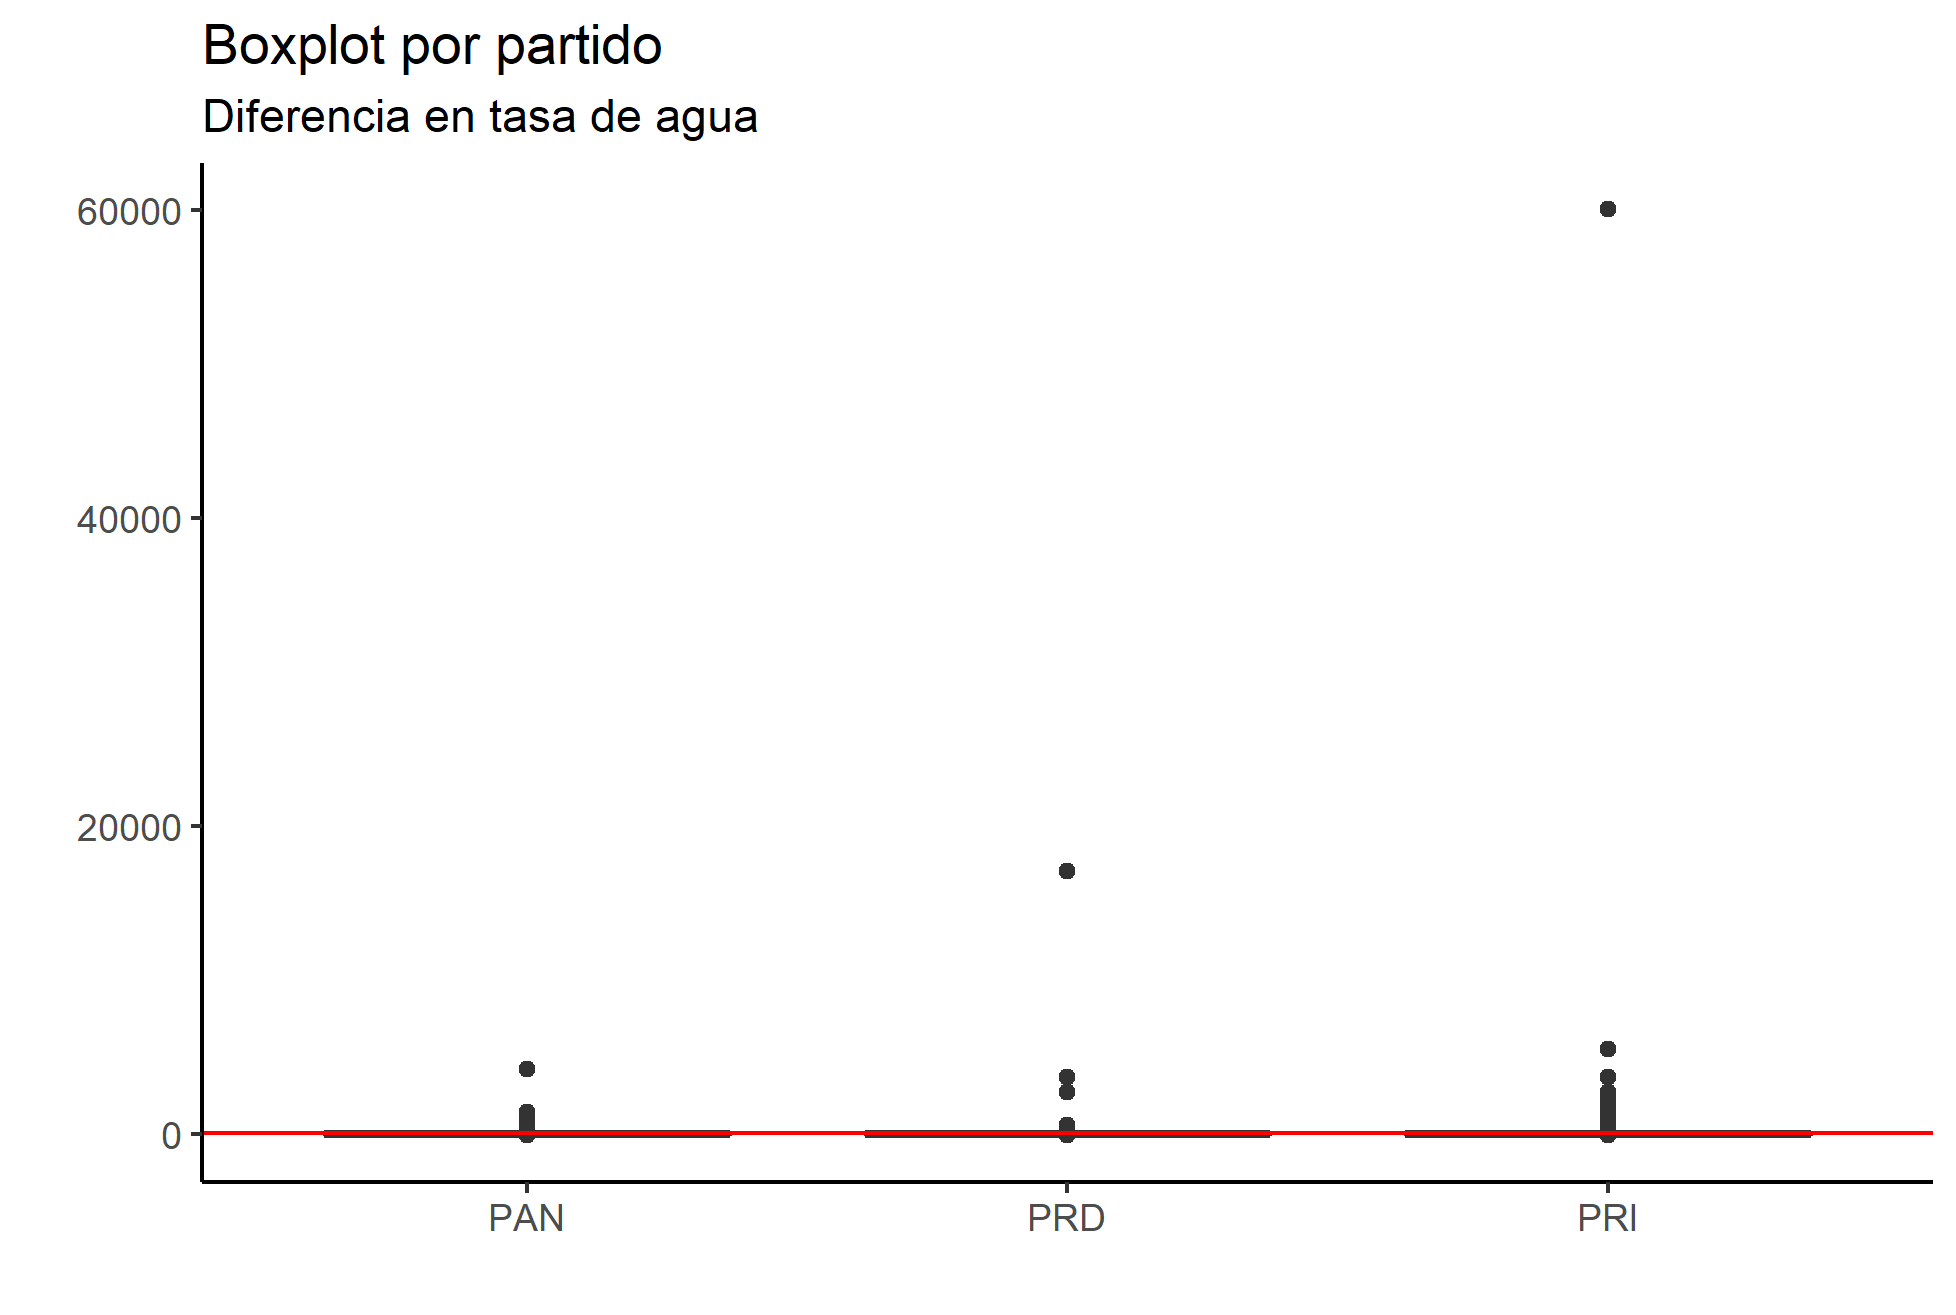 Boxplot por partido
Diferencia en tasa de agua
60000
40000
20000
0
PAN PRD PRI